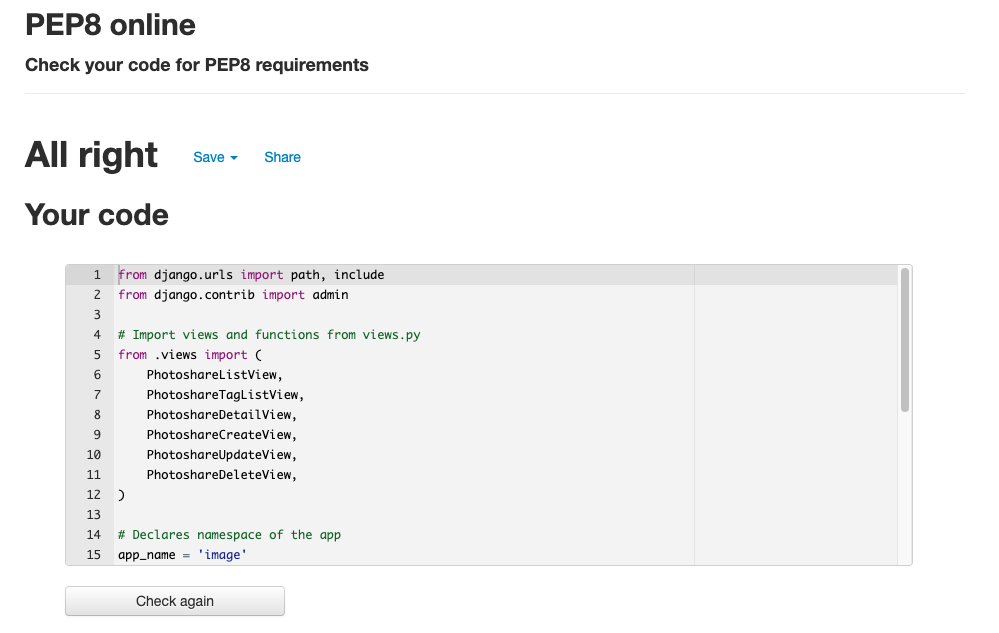 PEP8 online
Check your code for PEP8 requirements
All right Save Share
Your code
1 from django.urls import path, include
2 from django.contrib import admin
3
4 # Import views and functions from views.py
5 from .views import (
6 PhotoshareListView,
7 PhotoshareTagListView,
8 PhotoshareDetailView,
9 PhotoshareCreateView,
10 PhotoshareUpdateView,
11 PhotoshareDeleteView,
12 )
13
14 # Declares namespace of the app
15 app_name = 'image'
Check again